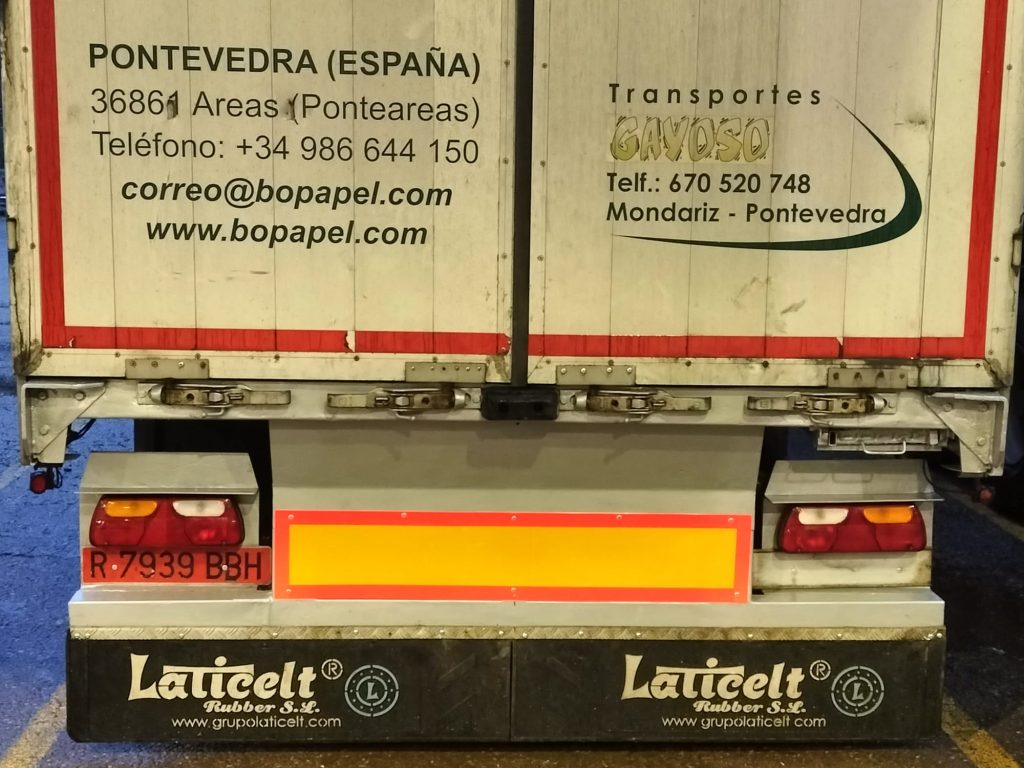 PONTEVEDRA (ESPAÑA)
36861 Areas (Ponteareas)
Teléfono: +34 986 644 150
correo@bopapel.com
www.bopapel.com
Transportes
GAYOSO
Telf.: 670 520 748
Mondariz - Pontevedra
R-7939 BBH
Laticelt®
L
Rubber S.L.
www.grupolaticelt.com
Laticelt®
L
Rubber S.L.
www.grupolaticelt.com